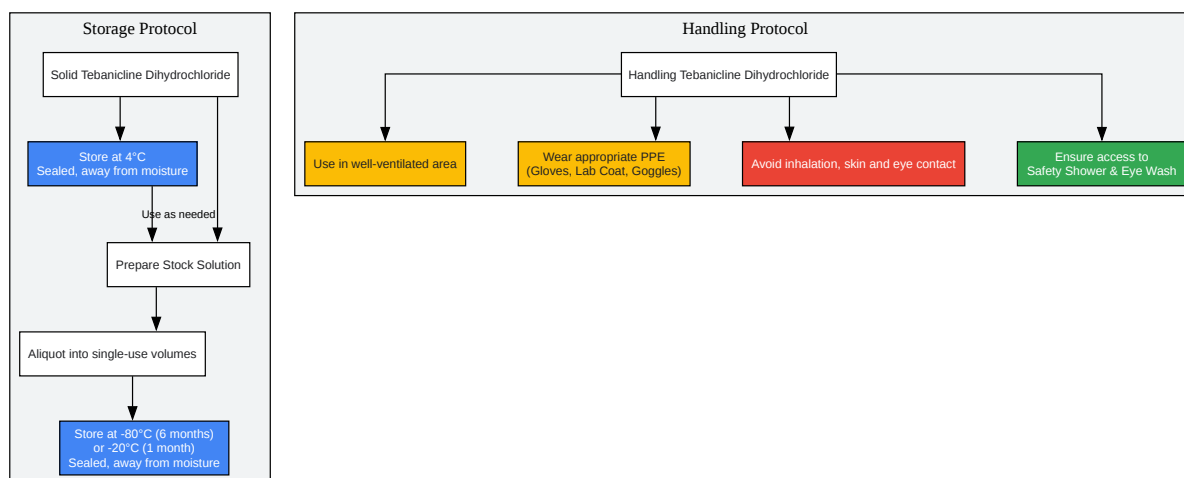 Storage Protocol
Solid Tebanicline Dihydrochloride
Store at 4°C
Sealed, away from moisture
Use as needed
Prepare Stock Solution
Aliquot into single-use volumes
Store at -80°C (6 months)
or -20°C (1 month)
Sealed, away from moisture
Handling Protocol
Handling Tebanicline Dihydrochloride
Use in well-ventilated area
Wear appropriate PPE
(Gloves, Lab Coat, Goggles)
Avoid inhalation, skin and eye contact
Ensure access to
Safety Shower & Eye Wash